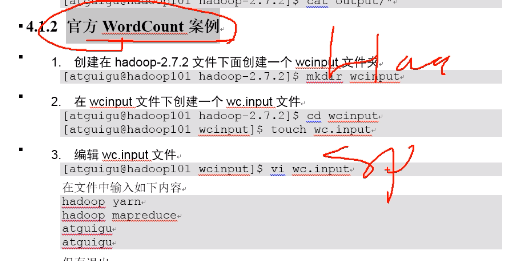 [atguigu@hadoop101 hadoop-2.7.2]$ cat output/*
4.1.2 官方 WordCount 案例
1. 创建在 hadoop-2.7.2 文件下面创建一个 wcinput 文件夹
[atguigu@hadoop101 hadoop-2.7.2]$ mkdir wcinput
2. 在 wcinput 文件下创建一个 wc.input 文件
[atguigu@hadoop101 hadoop-2.7.2]$ cd wcinput
[atguigu@hadoop101 wcinput]$ touch wc.input
3. 编辑 wc.input 文件
[atguigu@hadoop101 wcinput]$ vi wc.input
在文件中输入如下内容
hadoop yarn
hadoop mapreduce
atguigu
atguigu